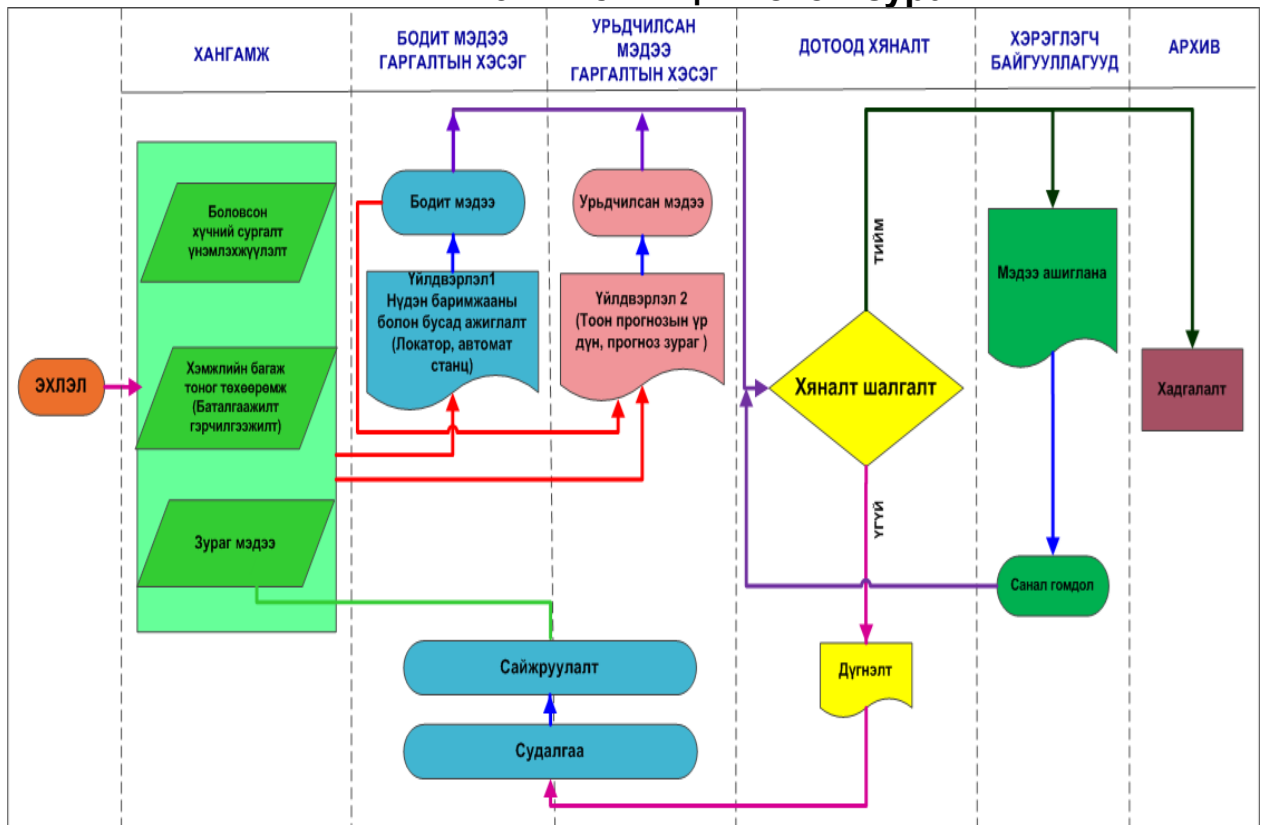 ХАНГАМЖ
БОДИТ МЭДЭЭ
ГАРГАЛТЫН ХЭСЭГ
УРЬДЧИЛСАН
МЭДЭЭ
ГАРГАЛТЫН ХЭСЭГ
ДОТООД ХЯНАЛТ
ХЭРЭГЛЭГЧ
БАЙГУУЛЛАГУУД
АРХИВ
ЭХЛЭЛ
Боловсон
хүчний сургалт
үнэмлэхжүүлэлт
Хэмжлийн багаж
тоног төхөөрөмж
(Баталгаажилт
гэрчилгээжилт)
Зураг мэдээ
Бодит мэдээ
Үйлдвэрлэл1
Нүдэн баримжааны
болон бусад ажиглалт
(Локатор, автомат
станц)
Урьдчилсан мэдээ
Үйлдвэрлэл 2
(Тоон прогнозын үр
дүн, прогноз зураг )
Сайжруулалт
Судалгаа
ТИЙМ
Хяналт шалгалт
ҮГҮЙ
Дүгнэлт
Мэдээ ашиглана
Санал гомдол
Хадгалалт